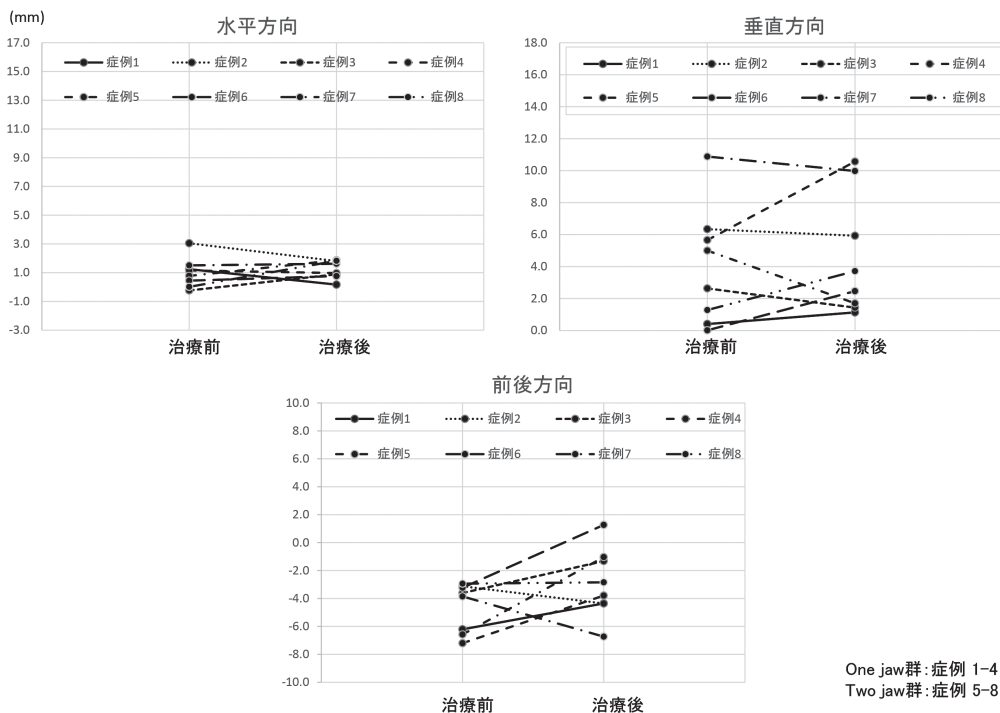 (mm)
水平方向
17.0
15.0
13.0
11.0
9.0
7.0
5.0
3.0
1.0
-1.0
-3.0
症例1 症例2 症例3 症例4
症例5 症例6 症例7 症例8
治療前 治療後
垂直方向
18.0
16.0
14.0
12.0
10.0
8.0
6.0
4.0
2.0
0.0
症例1 症例2 症例3 症例4
症例5 症例6 症例7 症例8
治療前 治療後
前後方向
10.0
8.0
6.0
4.0
2.0
0.0
-2.0
-4.0
-6.0
-8.0
-10.0
症例1 症例2 症例3 症例4
症例5 症例6 症例7 症例8
治療前 治療後
One jaw群:症例 1-4
Two jaw群:症例 5-8